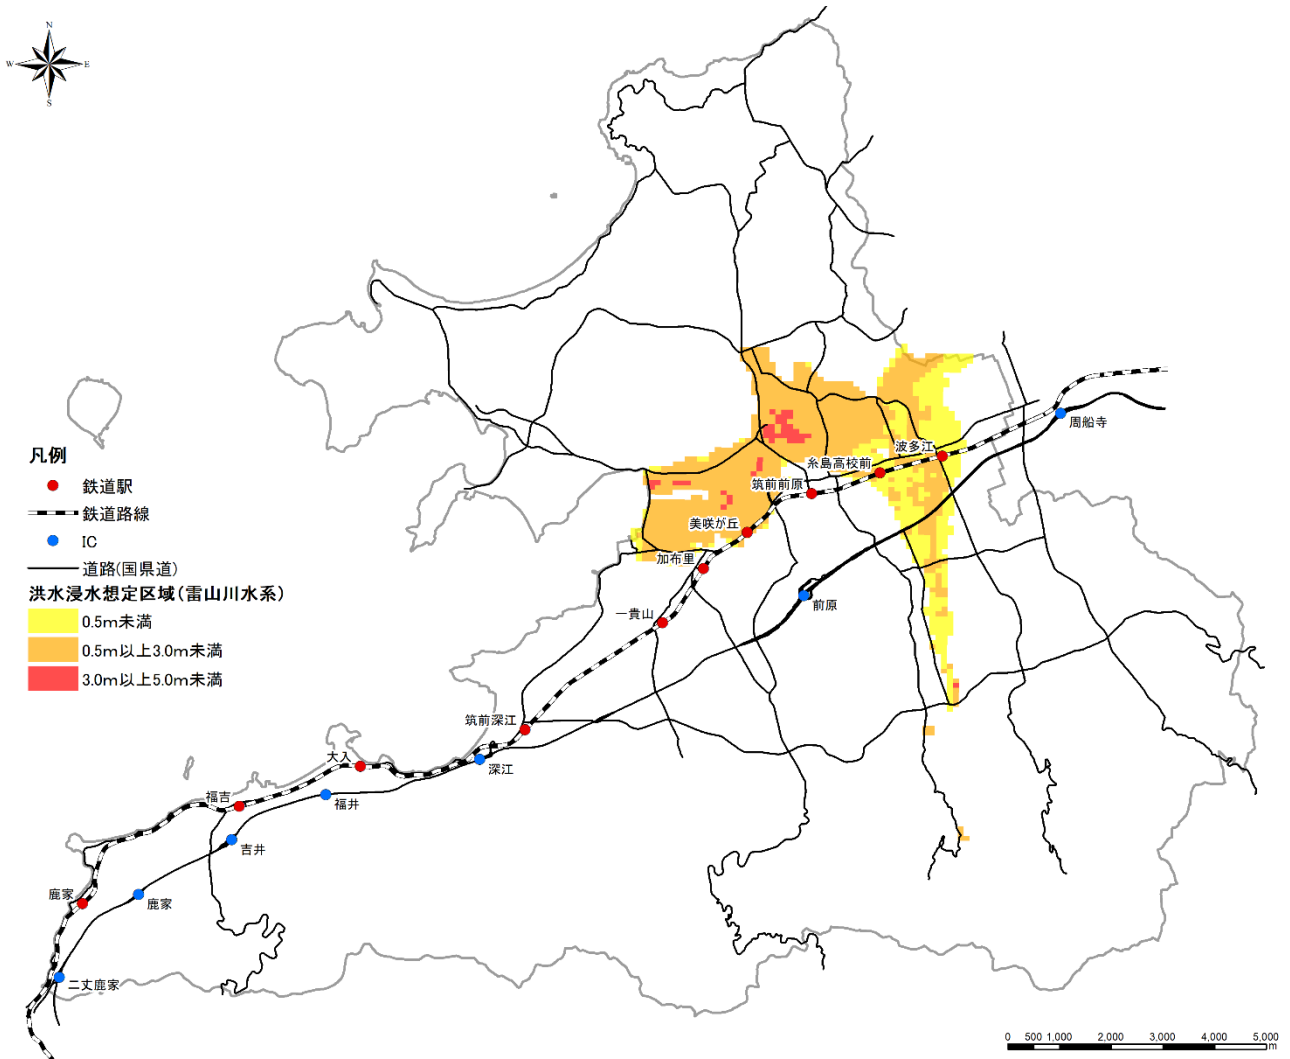 N
W
E
S
凡例
鉄道駅
鉄道路線
IC
道路(国県道)
洪水浸水想定区域(雷山川水系)
0.5m未満
0.5m以上3.0m未満
3.0m以上5.0m未満
周船寺
波多江
糸島高校前
筑前前原
美咲が丘
加布里
前原
一貴山
筑前深江
深江
大入
福井
福吉
吉井
鹿家
鹿家
二丈鹿家
0 500 1,000 2,000 3,000 4,000 5,000
m